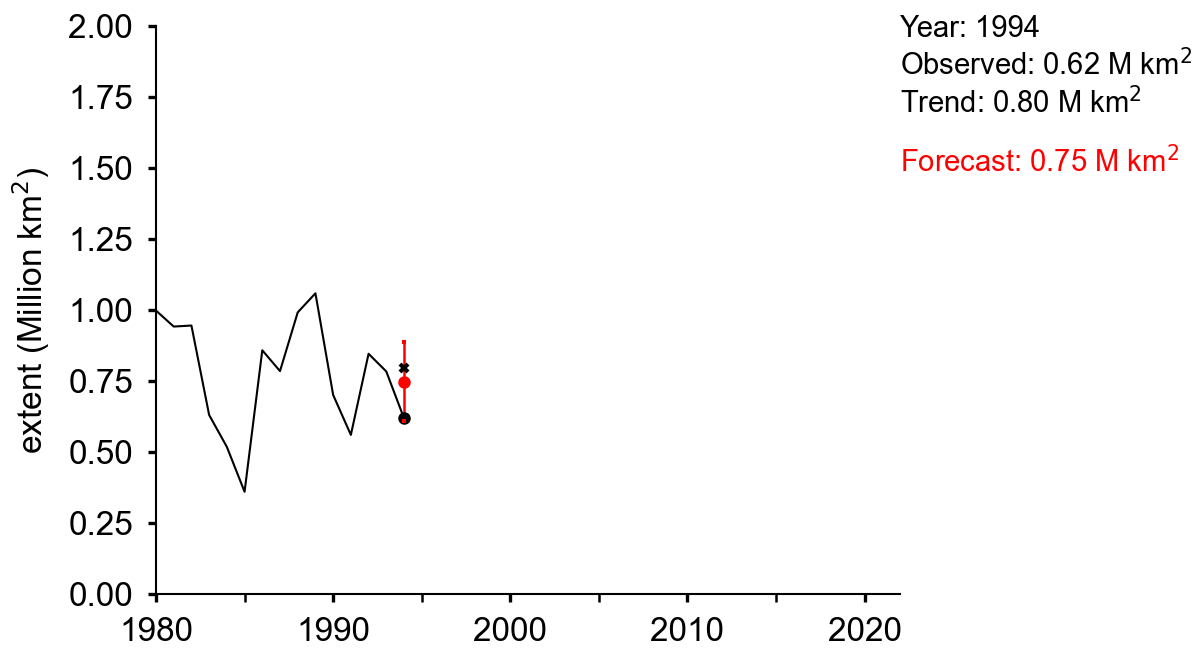 2.00
1.75
1.50
1.25
1.00
0.75
0.50
0.25
0.00
extent (Million km²)
1980 1990 2000 2010 2020
Year: 1994
Observed: 0.62 M km²
Trend: 0.80 M km²
Forecast: 0.75 M km²